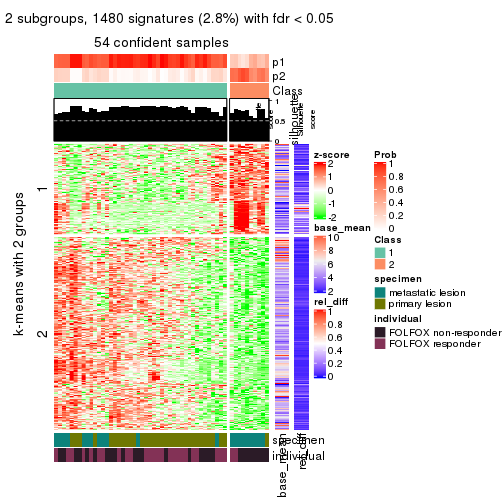 2 subgroups, 1480 signatures (2.8%) with fdr < 0.05
54 confident samples
p1
p2
Class
1
0.5
0
silhouette
score
k-means with 2 groups
1
2
specimen
individual
base_mean
rel_diff
z-score
2
1
0
-1
-2
base_mean
10
8
6
4
2
rel_diff
1
0.8
0.6
0.4
0.2
0
Prob
1
0.8
0.6
0.4
0.2
0
Class
1
2
specimen
metastatic lesion
primary lesion
individual
FOLFOX non-responder
FOLFOX responder